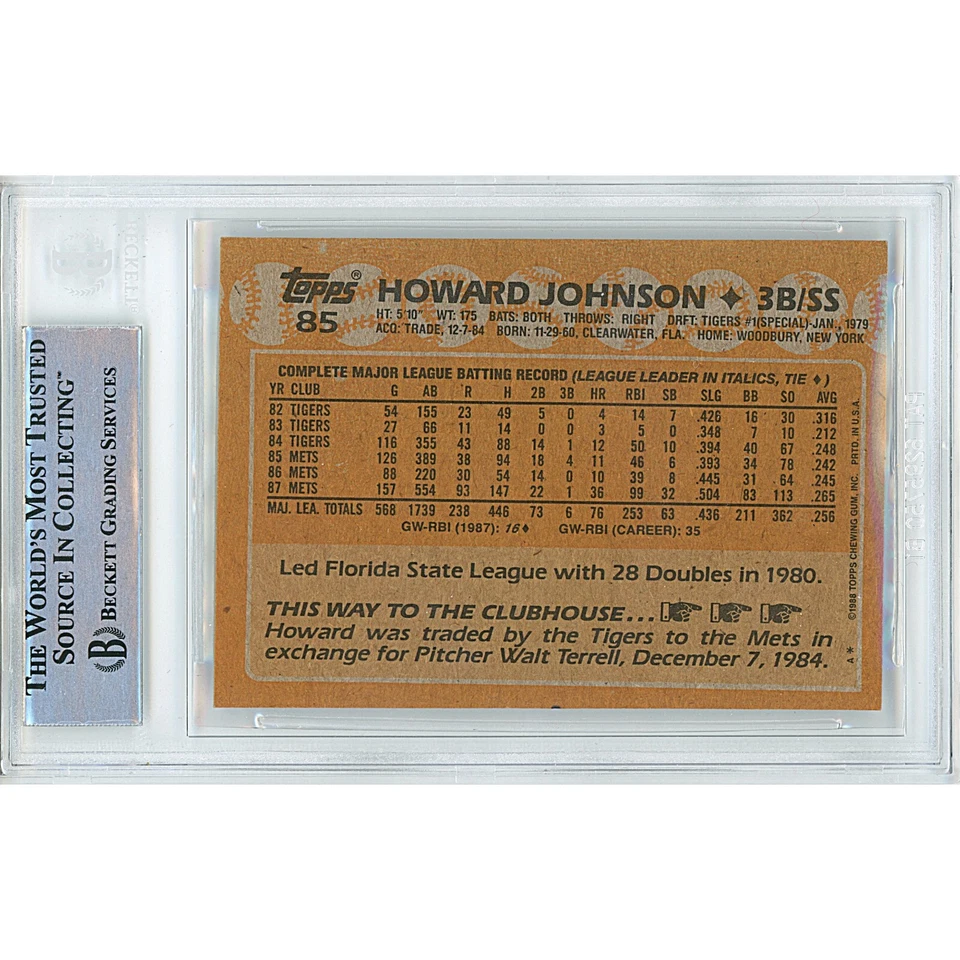 THE WORLD'S MOST TRUSTED
SOURCE IN COLLECTING™
BECKETT GRADING SERVICES
B
BECKETT
topps®
85
HOWARD JOHNSON ✦ 3B/SS
HT: 5'10" WT: 175 BATS: BOTH THROWS: RIGHT DRFT: TIGERS #1(SPECIAL)-JAN., 1979
ACQ: TRADE, 12-7-84 BORN: 11-29-60, CLEARWATER, FLA. HOME: WOODBURY, NEW YORK
COMPLETE MAJOR LEAGUE BATTING RECORD (LEAGUE LEADER IN ITALICS, TIE ♦)
YR CLUB G AB R H 2B 3B HR RBI SB SLG BB SO AVG
82 TIGERS 54 155 23 49 5 0 4 14 7 .426 16 30 .316
83 TIGERS 27 66 11 14 0 0 3 5 0 .348 7 10 .212
84 TIGERS 116 355 43 88 14 1 12 50 10 .394 40 67 .248
85 METS 126 389 38 94 18 4 11 46 6 .393 34 78 .242
86 METS 88 220 30 54 14 0 10 39 8 .445 31 64 .245
87 METS 157 554 93 147 22 1 36 99 32 .504 83 113 .265
MAJ. LEA. TOTALS 568 1739 238 446 73 6 76 253 63 .436 211 362 .256
GW-RBI (1987): 16♦ GW-RBI (CAREER): 35
Led Florida State League with 28 Doubles in 1980.
THIS WAY TO THE CLUBHOUSE...
Howard was traded by the Tigers to the Mets in
exchange for Pitcher Walt Terrell, December 7, 1984.
©1988 TOPPS CHEWING GUM, INC. PRTD. IN U.S.A.
A *